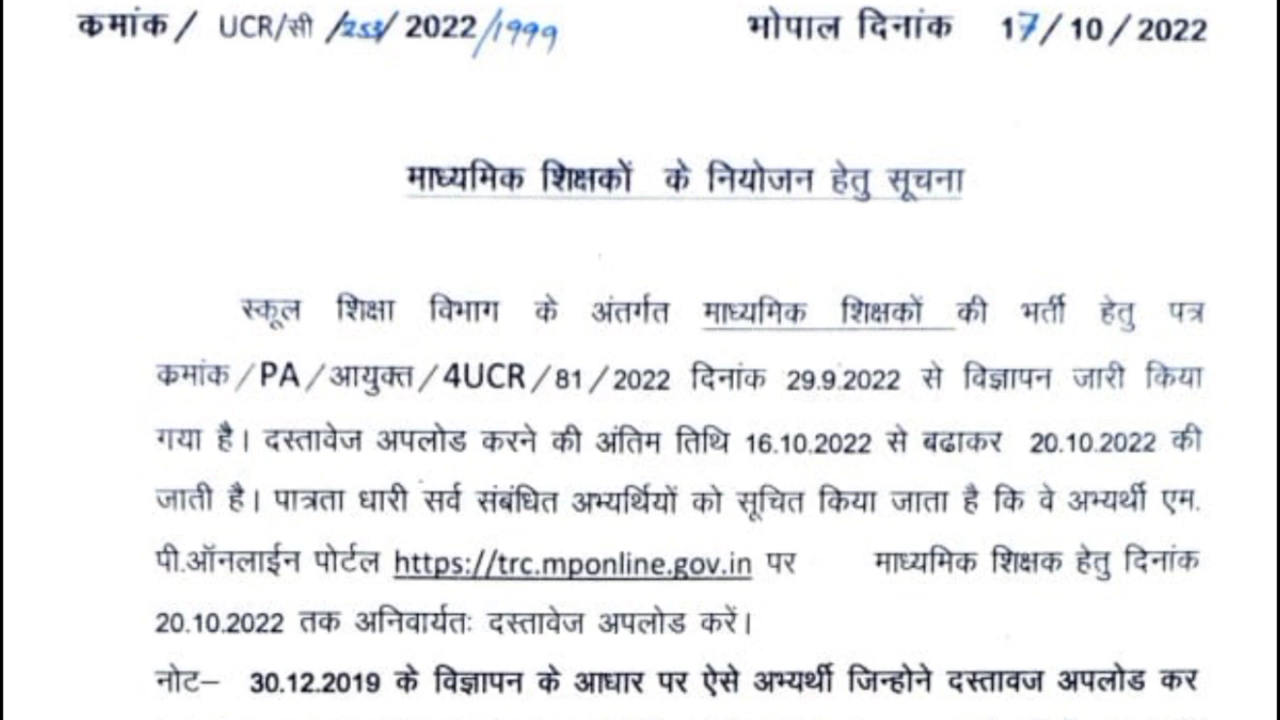 कमांक / UCR/सी /253/ 2022/1999 भोपाल दिनांक 17/10/2022
माध्यमिक शिक्षकों के नियोजन हेतु सूचना
स्कूल शिक्षा विभाग के अंतर्गत माध्यमिक शिक्षकों की भर्ती हेतु पत्र
कमांक/PA/आयुक्त/4UCR/81/2022 दिनांक 29.9.2022 से विज्ञापन जारी किया
गया है। दस्तावेज अपलोड करने की अंतिम तिथि 16.10.2022 से बढाकर 20.10.2022 की
जाती है। पात्रता धारी सर्व संबंधित अभ्यर्थियों को सूचित किया जाता है कि वे अभ्यर्थी एम.
पी.ऑनलाईन पोर्टल https://trc.mponline.gov.in पर माध्यमिक शिक्षक हेतु दिनांक
20.10.2022 तक अनिवार्यतः दस्तावेज अपलोड करें।
नोट– 30.12.2019 के विज्ञापन के आधार पर ऐसे अभ्यर्थी जिन्होने दस्तावज अपलोड कर